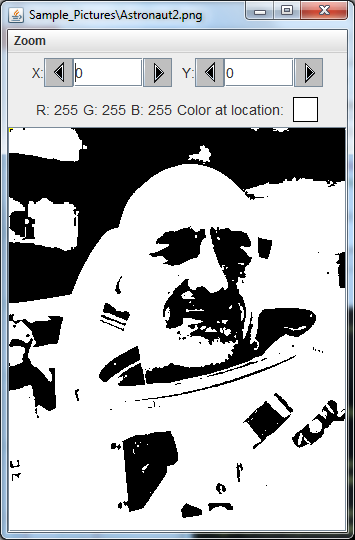 Sample_Pictures\Astronaut2.png
Zoom
X: 0 Y: 0
R: 255 G: 255 B: 255 Color at location: